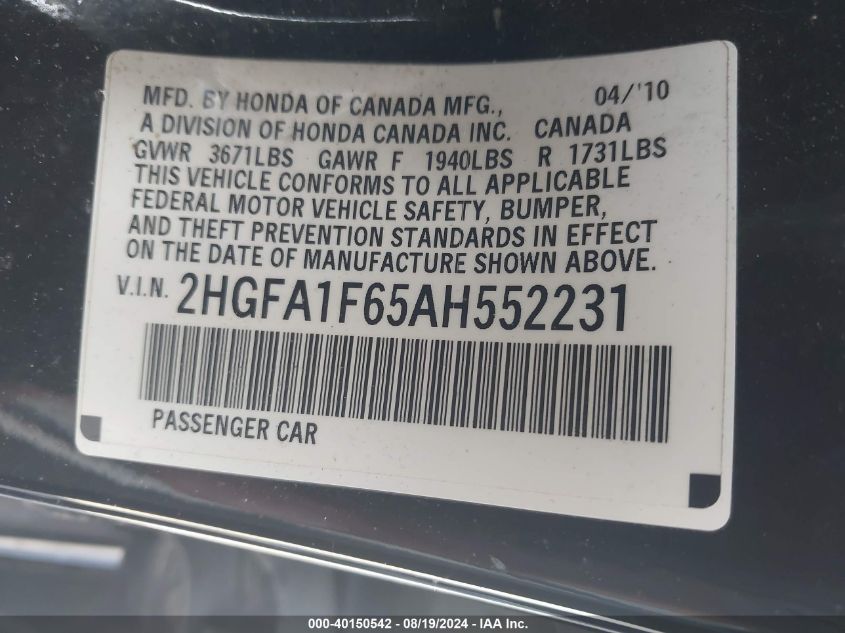 MFD. BY HONDA OF CANADA MFG., 04/'10
A DIVISION OF HONDA CANADA INC. CANADA
GVWR 3671LBS GAWR F 1940LBS R 1731LBS
THIS VEHICLE CONFORMS TO ALL APPLICABLE
FEDERAL MOTOR VEHICLE SAFETY, BUMPER,
AND THEFT PREVENTION STANDARDS IN EFFECT
ON THE DATE OF MANUFACTURE SHOWN ABOVE.
V.I.N. 2HGFA1F65AH552231
PASSENGER CAR
000-40150542 - 08/19/2024 - IAA Inc.